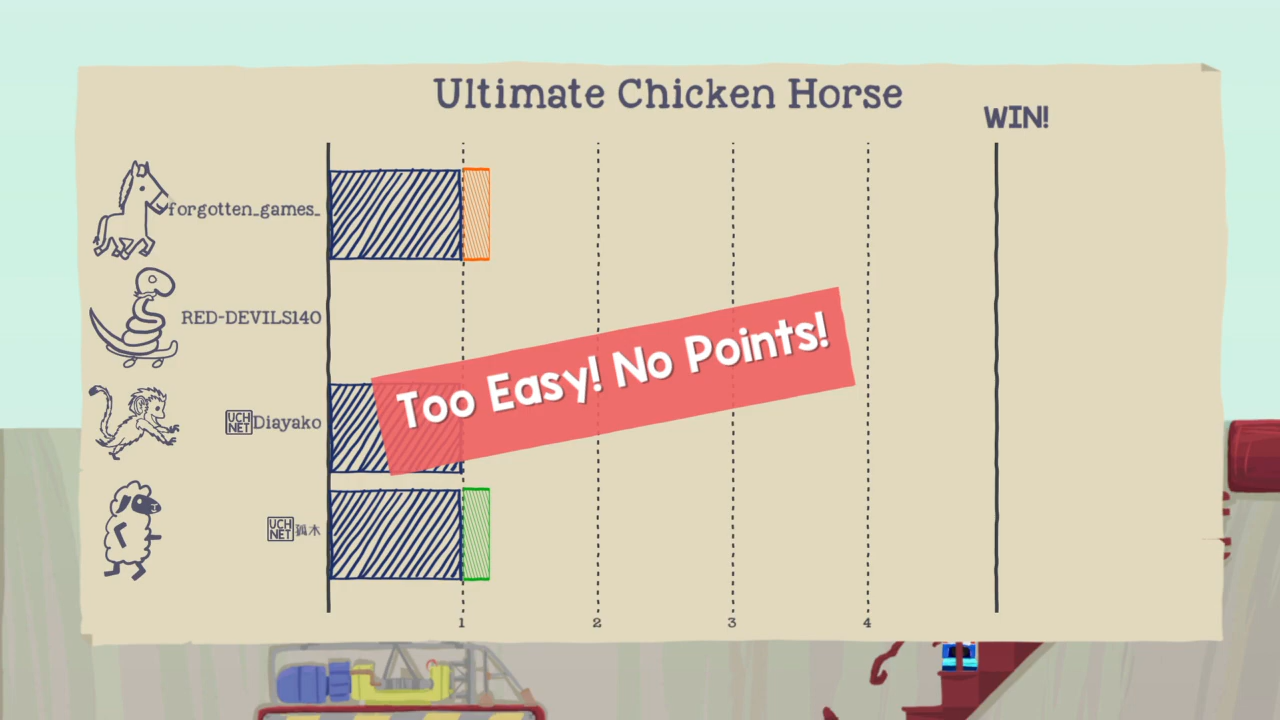 Ultimate Chicken Horse
WIN!
forgotten_games_
RED-DEVILS140
Too Easy! No Points!
UCH NET Diayako
UCH NET 狐木
1 2 3 4